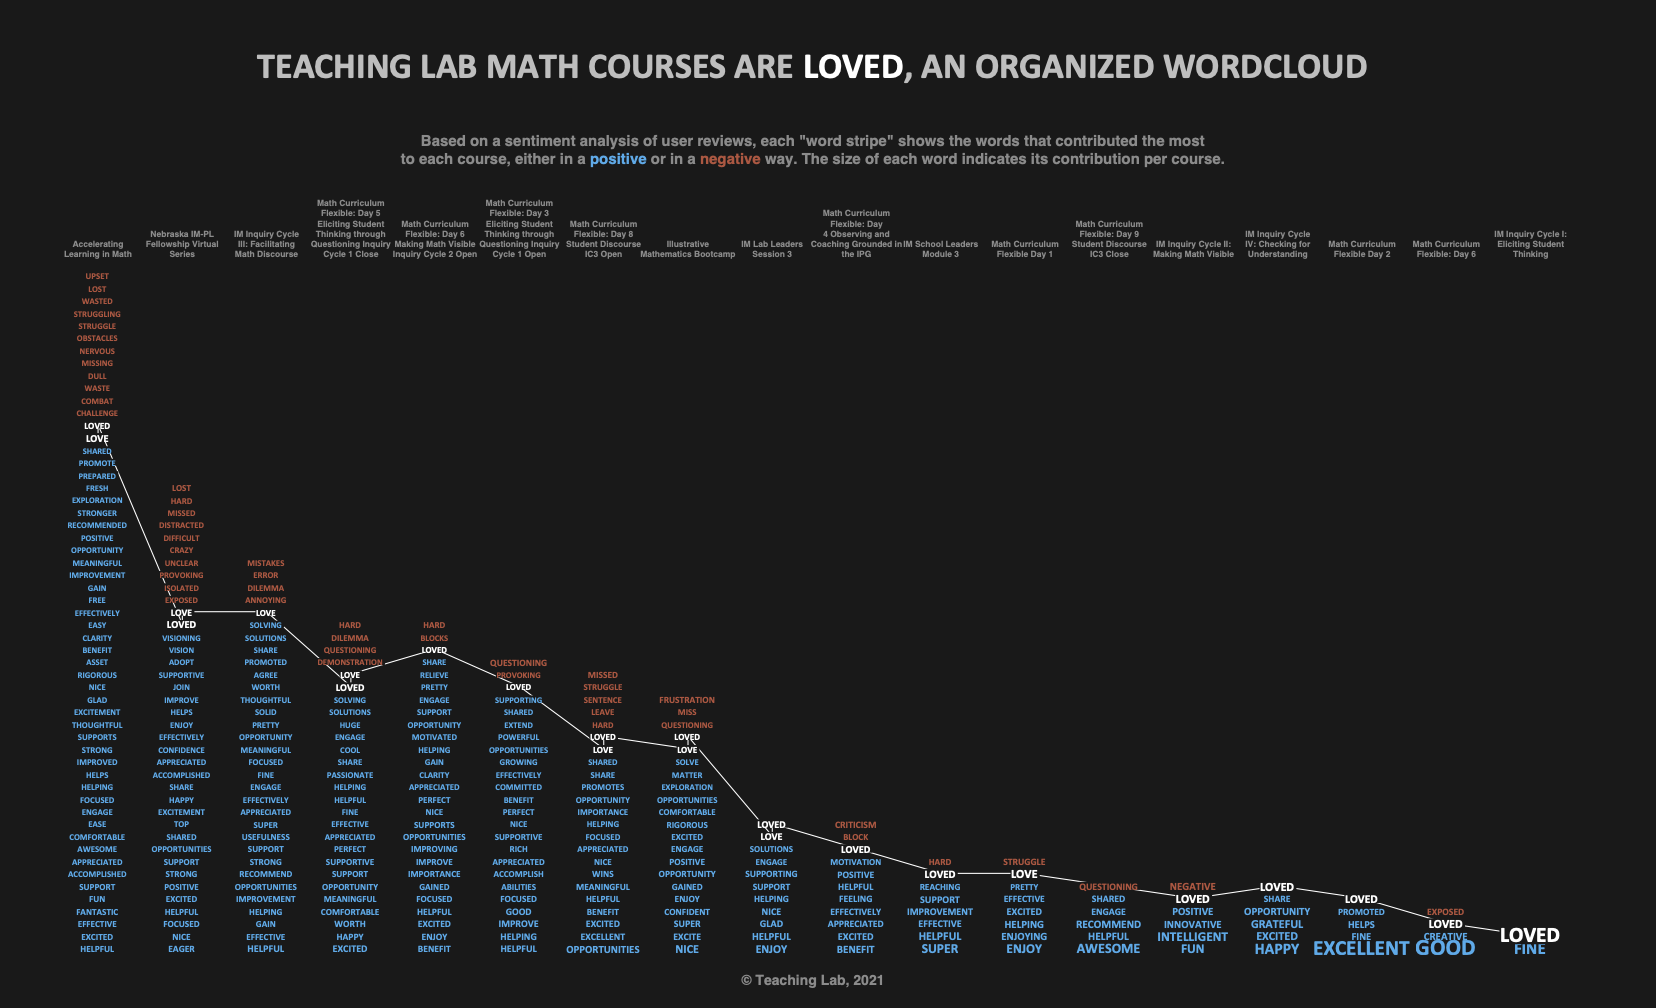 TEACHING LAB MATH COURSES ARE LOVED, AN ORGANIZED WORDCLOUD
Based on a sentiment analysis of user reviews, each "word stripe" shows the words that contributed the most
to each course, either in a positive or in a negative way. The size of each word indicates its contribution per course.
Accelerating
Learning in Math
UPSET
LOST
WASTED
STRUGGLING
STRUGGLE
OBSTACLES
NERVOUS
MISSING
DULL
WASTE
COMBAT
CHALLENGE
LOVED
LOVE
SHARED
PROMOTE
PREPARED
FRESH
EXPLORATION
STRONGER
RECOMMENDED
POSITIVE
OPPORTUNITY
MEANINGFUL
IMPROVEMENT
GAIN
FREE
EFFECTIVELY
EASY
CLARITY
BENEFIT
ASSET
RIGOROUS
NICE
GLAD
EXCITEMENT
THOUGHTFUL
SUPPORTS
STRONG
IMPROVED
HELPS
HELPING
FOCUSED
ENGAGE
EASE
COMFORTABLE
AWESOME
APPRECIATED
ACCOMPLISHED
SUPPORT
FUN
FANTASTIC
EFFECTIVE
EXCITED
HELPFUL
Nebraska IM-PL
Fellowship Virtual
Series
LOST
HARD
MISSED
DISTRACTED
DIFFICULT
CRAZY
UNCLEAR
PROVOKING
ISOLATED
EXPOSED
LOVE
LOVED
VISIONING
VISION
ADOPT
SUPPORTIVE
JOIN
IMPROVE
HELPS
ENJOY
EFFECTIVELY
CONFIDENCE
APPRECIATED
ACCOMPLISHED
SHARE
HAPPY
EXCITEMENT
TOP
SHARED
OPPORTUNITIES
SUPPORT
STRONG
POSITIVE
EXCITED
HELPFUL
FOCUSED
NICE
EAGER
IM Inquiry Cycle
III: Facilitating
Math Discourse
MISTAKES
ERROR
DILEMMA
ANNOYING
LOVE
SOLVING
SOLUTIONS
SHARE
PROMOTED
AGREE
WORTH
THOUGHTFUL
SOLID
PRETTY
OPPORTUNITY
MEANINGFUL
FOCUSED
FINE
ENGAGE
EFFECTIVELY
APPRECIATED
SUPER
USEFULNESS
SUPPORT
STRONG
RECOMMEND
OPPORTUNITIES
IMPROVEMENT
HELPING
GAIN
EFFECTIVE
HELPFUL
Math Curriculum
Flexible: Day 5
Eliciting Student
Thinking through
Questioning Inquiry
Cycle 1 Close
HARD
DILEMMA
QUESTIONING
DEMONSTRATION
LOVE
LOVED
SOLVING
SOLUTIONS
HUGE
ENGAGE
COOL
SHARE
PASSIONATE
HELPING
HELPFUL
FINE
EFFECTIVE
APPRECIATED
PERFECT
SUPPORTIVE
SUPPORT
OPPORTUNITY
MEANINGFUL
COMFORTABLE
WORTH
HAPPY
EXCITED
Math Curriculum
Flexible: Day 6
Making Math Visible
Inquiry Cycle 2 Open
HARD
BLOCKS
LOVED
SHARE
RELIEVE
PRETTY
ENGAGE
SUPPORT
OPPORTUNITY
MOTIVATED
HELPING
GAIN
CLARITY
APPRECIATED
PERFECT
NICE
SUPPORTS
OPPORTUNITIES
IMPROVING
IMPROVE
IMPORTANCE
GAINED
FOCUSED
HELPFUL
EXCITED
ENJOY
BENEFIT
Math Curriculum
Flexible: Day 3
Eliciting Student
Thinking through
Questioning Inquiry
Cycle 1 Open
QUESTIONING
PROVOKING
LOVED
SUPPORTING
SHARED
EXTEND
POWERFUL
OPPORTUNITIES
GROWING
EFFECTIVELY
COMMITTED
BENEFIT
PERFECT
NICE
SUPPORTIVE
RICH
APPRECIATED
ACCOMPLISH
ABILITIES
FOCUSED
GOOD
IMPROVE
HELPING
HELPFUL
Math Curriculum
Flexible: Day 8
Student Discourse
IC3 Open
MISSED
STRUGGLE
SENTENCE
LEAVE
HARD
LOVED
LOVE
SHARED
SHARE
PROMOTES
OPPORTUNITY
IMPORTANCE
HELPING
FOCUSED
APPRECIATED
NICE
WINS
MEANINGFUL
HELPFUL
BENEFIT
EXCITED
EXCELLENT
OPPORTUNITIES
Illustrative
Mathematics Bootcamp
FRUSTRATION
MISS
QUESTIONING
LOVED
LOVE
SOLVE
MATTER
EXPLORATION
OPPORTUNITIES
COMFORTABLE
RIGOROUS
EXCITED
ENGAGE
POSITIVE
OPPORTUNITY
GAINED
ENJOY
CONFIDENT
SUPER
EXCITE
NICE
IM Lab Leaders
Session 3
LOVED
LOVE
SOLUTIONS
ENGAGE
SUPPORTING
SUPPORT
HELPING
NICE
GLAD
HELPFUL
ENJOY
Math Curriculum
Flexible: Day
4 Observing and
Coaching Grounded in
the IPG
CRITICISM
BLOCK
LOVED
MOTIVATION
POSITIVE
HELPFUL
FEELING
EFFECTIVELY
APPRECIATED
EXCITED
BENEFIT
IM School Leaders
Module 3
HARD
LOVED
REACHING
SUPPORT
IMPROVEMENT
EFFECTIVE
HELPFUL
SUPER
Math Curriculum
Flexible Day 1
STRUGGLE
LOVE
PRETTY
EFFECTIVE
EXCITED
HELPING
ENJOYING
ENJOY
Math Curriculum
Flexible: Day 9
Student Discourse
IC3 Close
QUESTIONING
SHARED
ENGAGE
RECOMMEND
HELPFUL
AWESOME
IM Inquiry Cycle II:
Making Math Visible
NEGATIVE
LOVED
POSITIVE
INNOVATIVE
INTELLIGENT
FUN
IM Inquiry Cycle
IV: Checking for
Understanding
LOVED
SHARE
OPPORTUNITY
GRATEFUL
EXCITED
HAPPY
Math Curriculum
Flexible Day 2
LOVED
PROMOTED
HELPS
FINE
EXCELLENT
Math Curriculum
Flexible: Day 6
EXPOSED
LOVED
CREATIVE
GOOD
IM Inquiry Cycle I:
Eliciting Student
Thinking
LOVED
FINE
© Teaching Lab, 2021